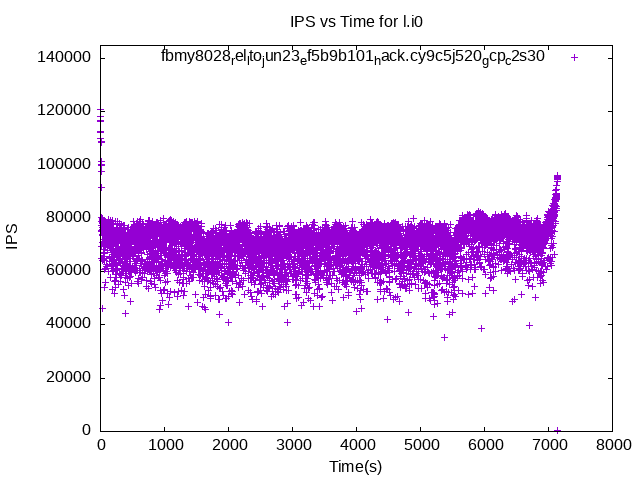 IPS vs Time for l.i0
fbmy8028relltojun23ef5b9b101hack.cy9c5j520gcpc2s30
140000
120000
100000
80000
60000
40000
20000
0
IPS
0 1000 2000 3000 4000 5000 6000 7000 8000
Time(s)